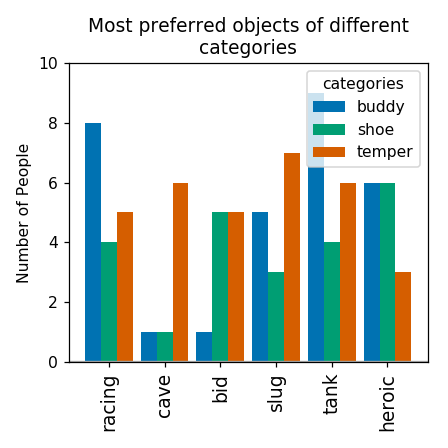 Most preferred objects of different
categories
Number of People
10
8
6
4
2
0
categories
buddy
shoe
temper
racing
cave
bid
slug
tank
heroic